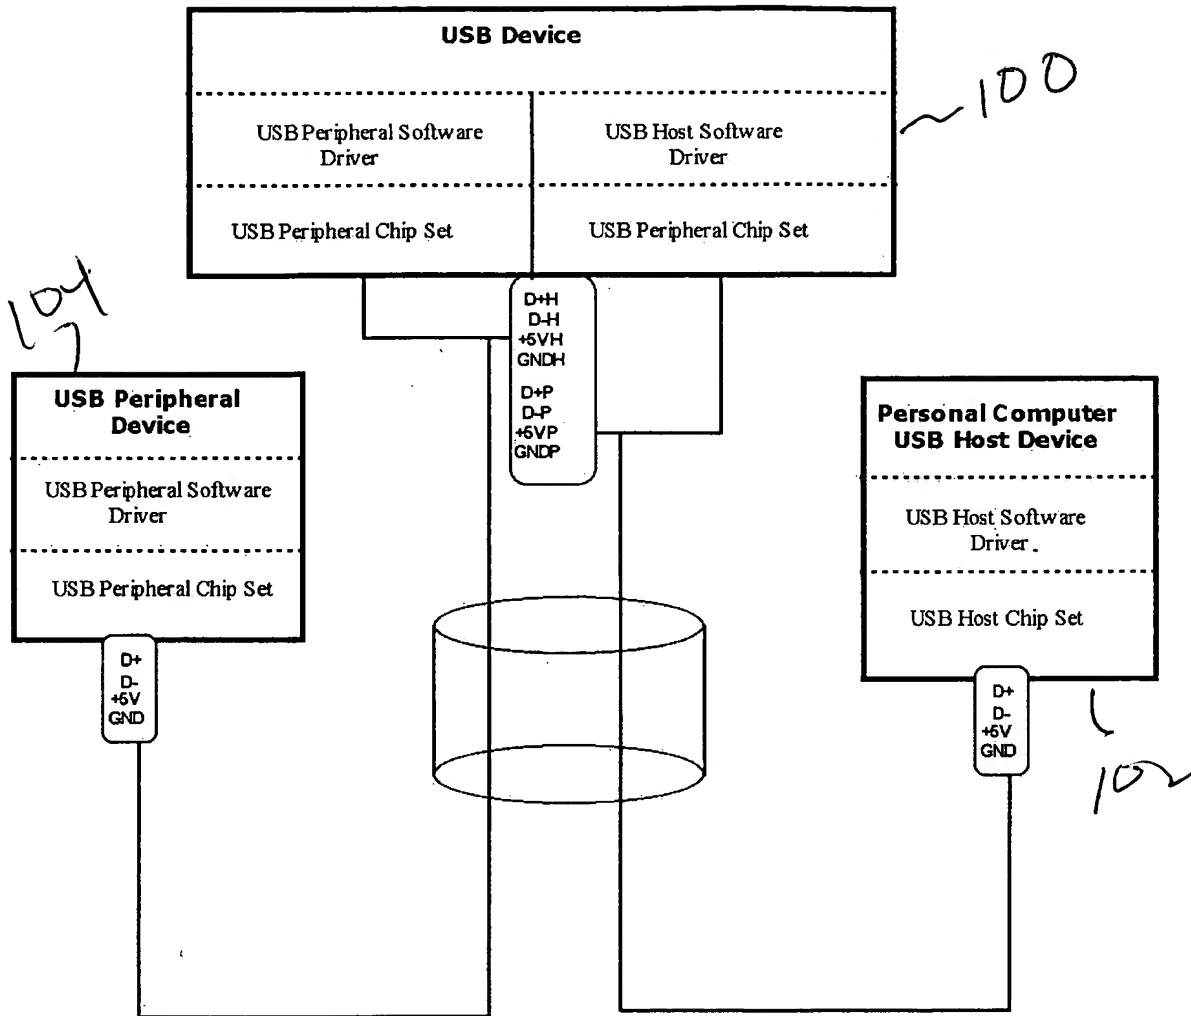 USB Device
100
USB Peripheral Software
Driver
USB Host Software
Driver
USB Peripheral Chip Set
USB Peripheral Chip Set
D+H
D-H
+5VH
GNDH
D+P
D-P
+5VP
GNDP
104
USB Peripheral
Device
USB Peripheral Software
Driver
USB Peripheral Chip Set
D+
D-
+5V
GND
Personal Computer
USB Host Device
USB Host Software
Driver
USB Host Chip Set
D+
D-
+5V
GND
102